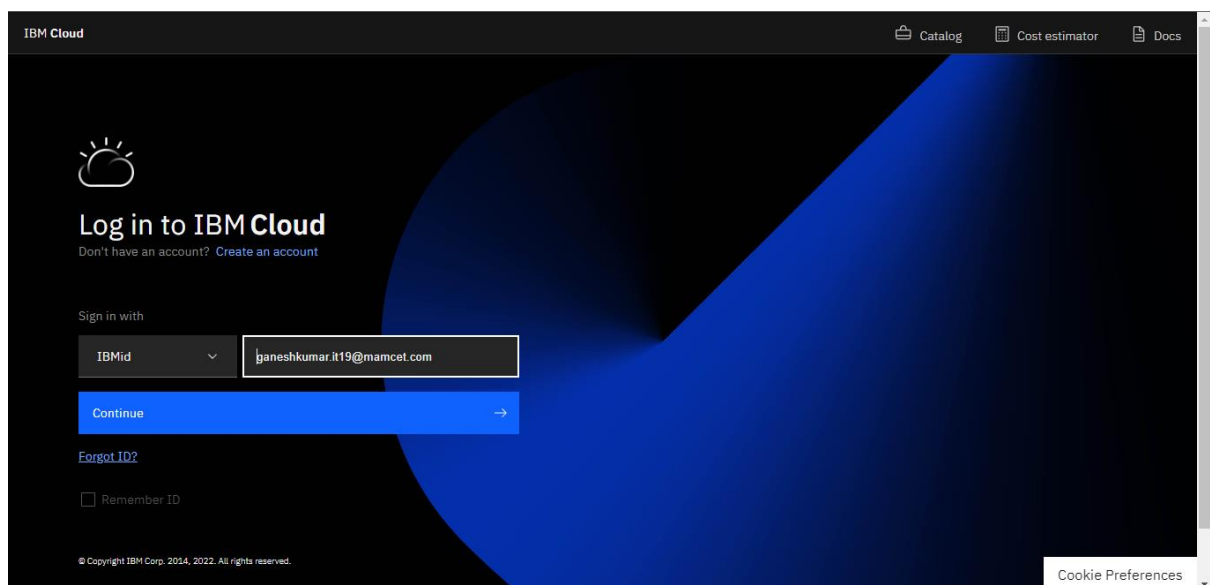 IBM Cloud
Catalog
Cost estimator
Docs
Log in to IBM Cloud
Don't have an account? Create an account
Sign in with
IBMid
ganeshkumar.it19@mamcet.com
Continue
Forgot ID?
Remember ID
© Copyright IBM Corp. 2014, 2022. All rights reserved.
Cookie Preferences